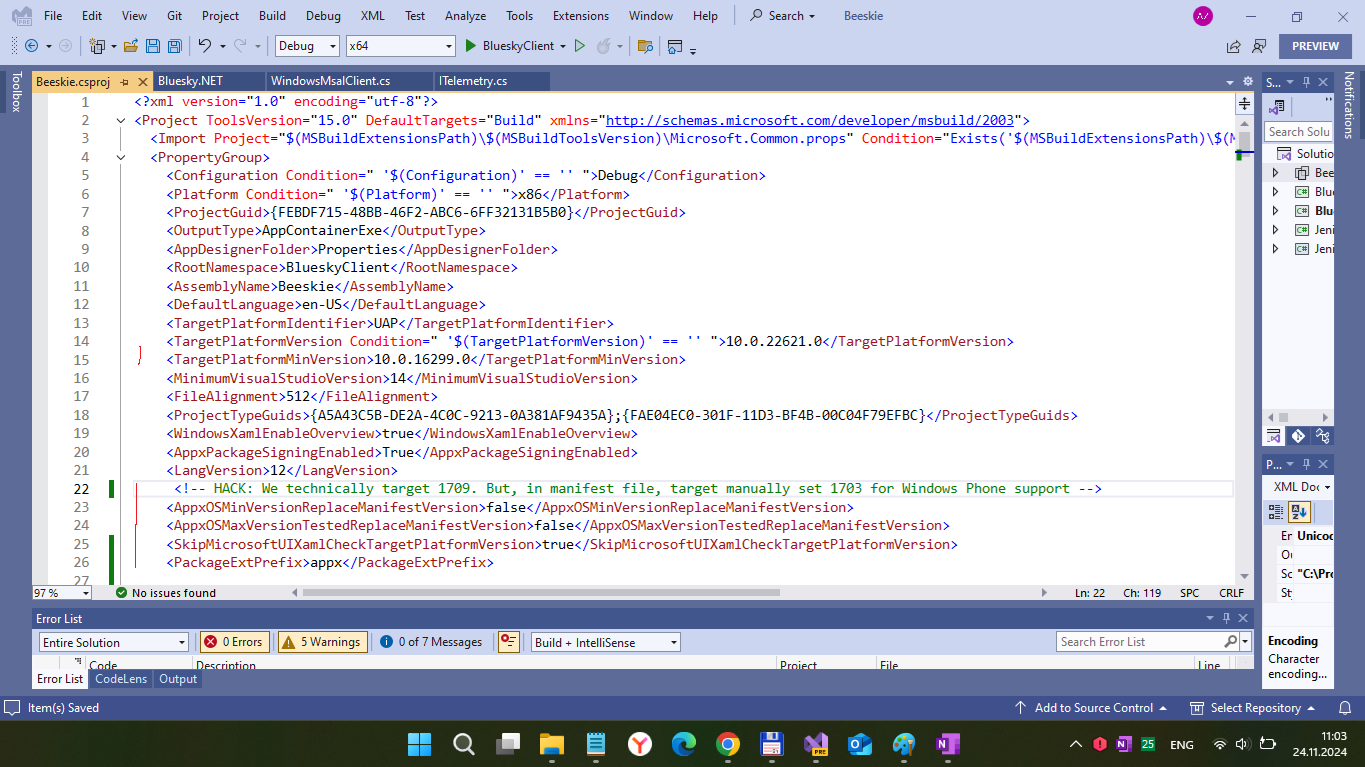 File Edit View Git Project Build Debug XML Test Analyze Tools Extensions Window Help Search Beeskie
Debug x64 BlueskyClient PREVIEW
Toolbox
Beeskie.csproj Bluesky.NET WindowsMsalClient.cs ITelemetry.cs
1 <?xml version="1.0" encoding="utf-8"?>
2 <Project ToolsVersion="15.0" DefaultTargets="Build" xmlns="http://schemas.microsoft.com/developer/msbuild/2003">
3 <Import Project="$(MSBuildExtensionsPath)\$(MSBuildToolsVersion)\Microsoft.Common.props" Condition="Exists('$(MSBuildExtensionsPath)\$(M
4 <PropertyGroup>
5 <Configuration Condition=" '$(Configuration)' == '' ">Debug</Configuration>
6 <Platform Condition=" '$(Platform)' == '' ">x86</Platform>
7 <ProjectGuid>{FEBDF715-48BB-46F2-ABC6-6FF32131B5B0}</ProjectGuid>
8 <OutputType>AppContainerExe</OutputType>
9 <AppDesignerFolder>Properties</AppDesignerFolder>
10 <RootNamespace>BlueskyClient</RootNamespace>
11 <AssemblyName>Beeskie</AssemblyName>
12 <DefaultLanguage>en-US</DefaultLanguage>
13 <TargetPlatformIdentifier>UAP</TargetPlatformIdentifier>
14 <TargetPlatformVersion Condition=" '$(TargetPlatformVersion)' == '' ">10.0.22621.0</TargetPlatformVersion>
15 <TargetPlatformMinVersion>10.0.16299.0</TargetPlatformMinVersion>
16 <MinimumVisualStudioVersion>14</MinimumVisualStudioVersion>
17 <FileAlignment>512</FileAlignment>
18 <ProjectTypeGuids>{A5A43C5B-DE2A-4C0C-9213-0A381AF9435A};{FAE04EC0-301F-11D3-BF4B-00C04F79EFBC}</ProjectTypeGuids>
19 <WindowsXamlEnableOverview>true</WindowsXamlEnableOverview>
20 <AppxPackageSigningEnabled>True</AppxPackageSigningEnabled>
21 <LangVersion>12</LangVersion>
22 <!-- HACK: We technically target 1709. But, in manifest file, target manually set 1703 for Windows Phone support -->
23 <AppxOSMinVersionReplaceManifestVersion>false</AppxOSMinVersionReplaceManifestVersion>
24 <AppxOSMaxVersionTestedReplaceManifestVersion>false</AppxOSMaxVersionTestedReplaceManifestVersion>
25 <SkipMicrosoftUIXamlCheckTargetPlatformVersion>true</SkipMicrosoftUIXamlCheckTargetPlatformVersion>
26 <PackageExtPrefix>appx</PackageExtPrefix>
27
97 % No issues found Ln: 22 Ch: 119 SPC CRLF
S...
Search Solu
Solutio
Bee
Blu
Blu
Jeni
Jeni
Notifications
P...
XML Doc
Er Unicod
Ou
Sc "C:\Pro
Sty
Encoding
Character
encoding...
Error List
Entire Solution 0 Errors 5 Warnings 0 of 7 Messages Build + IntelliSense Search Error List
Code Description Project File Line
Error List CodeLens Output
Item(s) Saved Add to Source Control Select Repository
25 ENG 11:03
24.11.2024